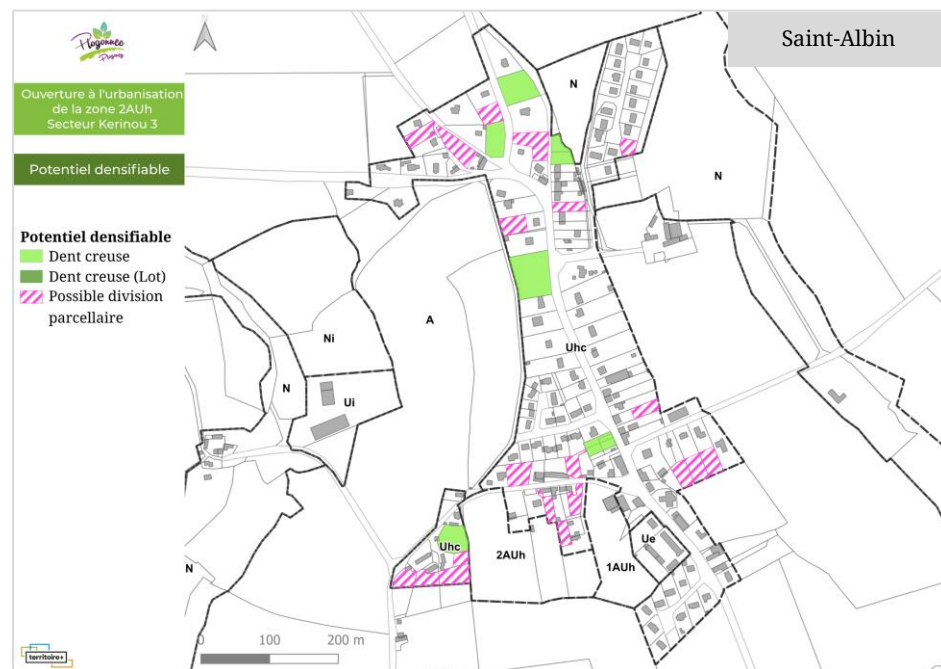 Saint-Albin
Plogonnec
Ouverture à l'urbanisation
de la zone 2AUh
Secteur Kerinou 3
Potentiel densifiable
Potentiel densifiable
Dent creuse
Dent creuse (Lot)
Possible division
parcellaire
N
N
A
Ni
Uhc
N
Ui
Uhc
2AUh
1AUh
Ue
N
0 100 200 m
territoire+